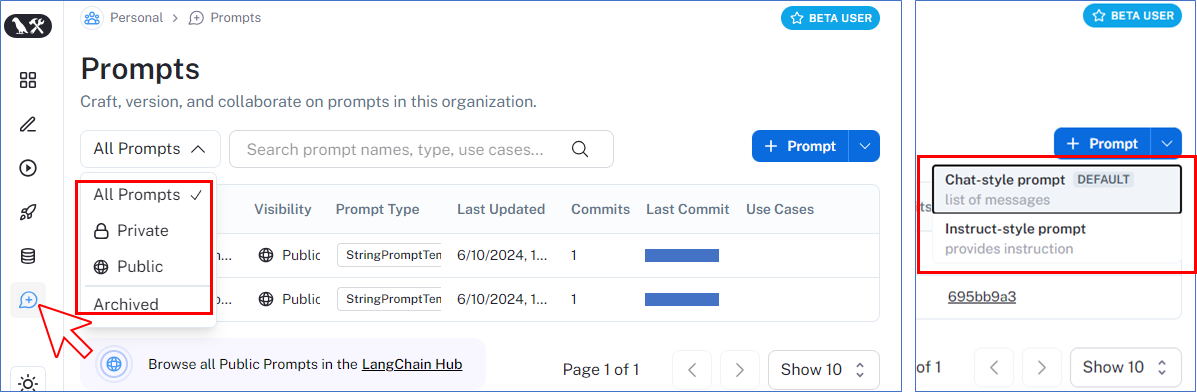 Personal > Prompts
BETA USER
Prompts
Craft, version, and collaborate on prompts in this organization.
All Prompts
Search prompt names, type, use cases...
+ Prompt
All Prompts ✓
Private
Public
Archived
Visibility Prompt Type Last Updated Commits Last Commit Use Cases
... Public StringPromptTen 6/10/2024, 1... 1
... Public StringPromptTen 6/10/2024, 1... 1
Browse all Public Prompts in the LangChain Hub
Page 1 of 1
Show 10
BETA USER
+ Prompt
Chat-style prompt DEFAULT
list of messages
Instruct-style prompt
provides instruction
ts
695bb9a3
of 1
Show 10